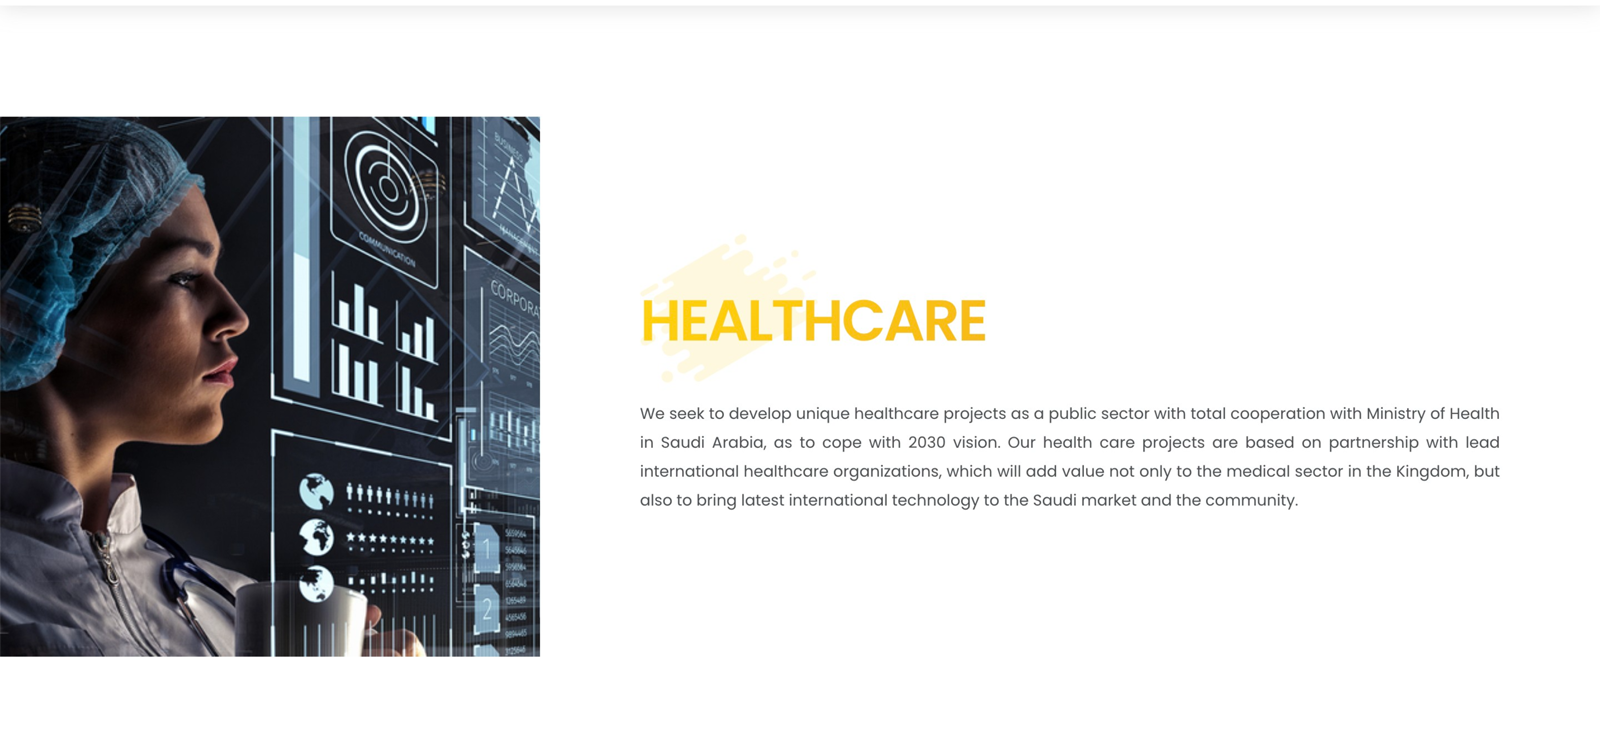 BUSINESS
MANAGEMENT
COMMUNICATION
CORPORA
1
2
HEALTHCARE
We seek to develop unique healthcare projects as a public sector with total cooperation with Ministry of Health
in Saudi Arabia, as to cope with 2030 vision. Our health care projects are based on partnership with lead
international healthcare organizations, which will add value not only to the medical sector in the Kingdom, but
also to bring latest international technology to the Saudi market and the community.